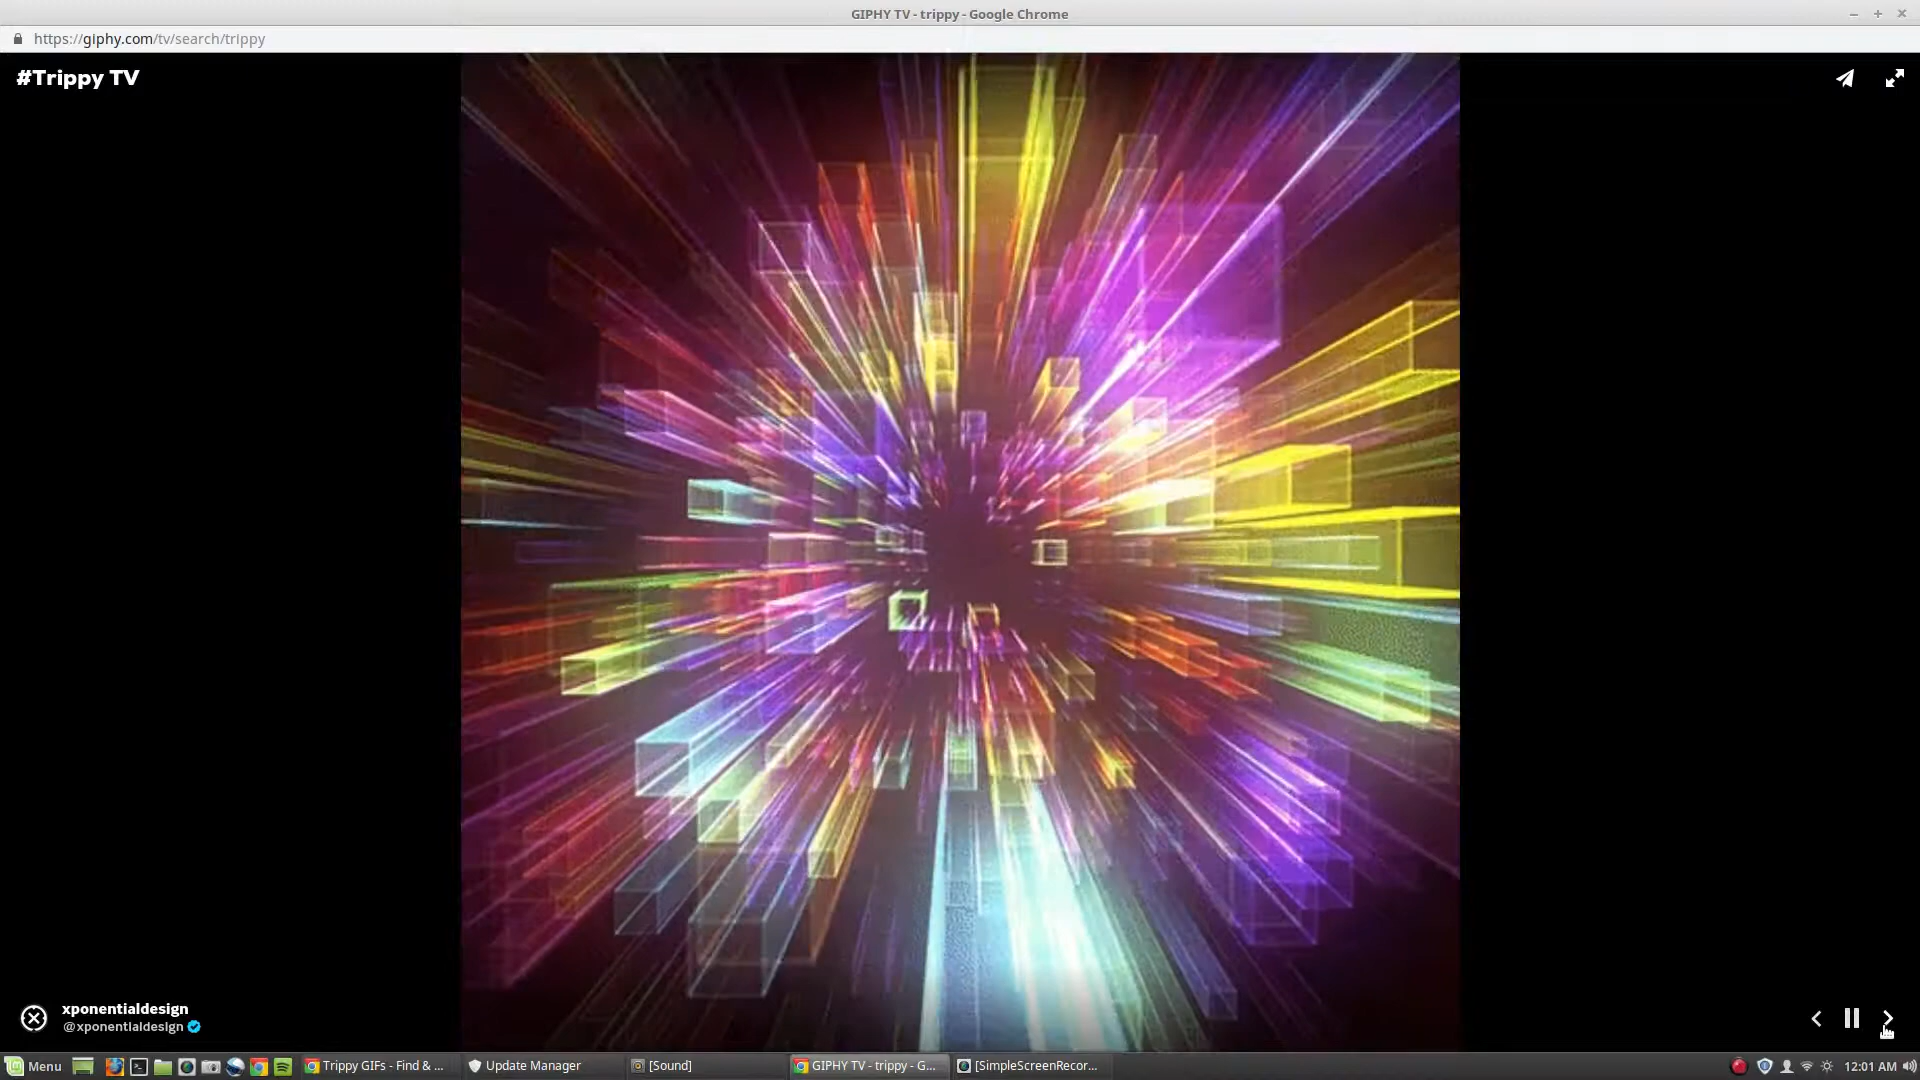 GIPHY TV - trippy - Google Chrome
https://giphy.com/tv/search/trippy
#Trippy TV
xponentialdesign
@xponentialdesign
Menu
Trippy GIFs - Find & ...
Update Manager
[Sound]
GIPHY TV - trippy - G...
[SimpleScreenRecor...
12:01 AM